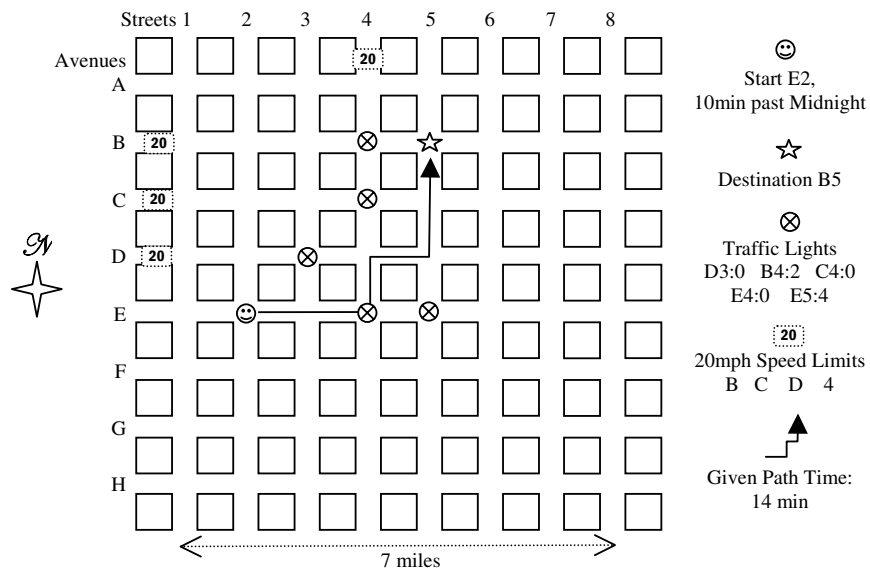 Streets 1 2 3 4 5 6 7 8
Avenues
20
A
B
20
C
20
D
20
E
F
G
H
N
7 miles
Start E2,
10min past Midnight
Destination B5
Traffic Lights
D3:0 B4:2 C4:0
E4:0 E5:4
20
20mph Speed Limits
B C D 4
Given Path Time:
14 min